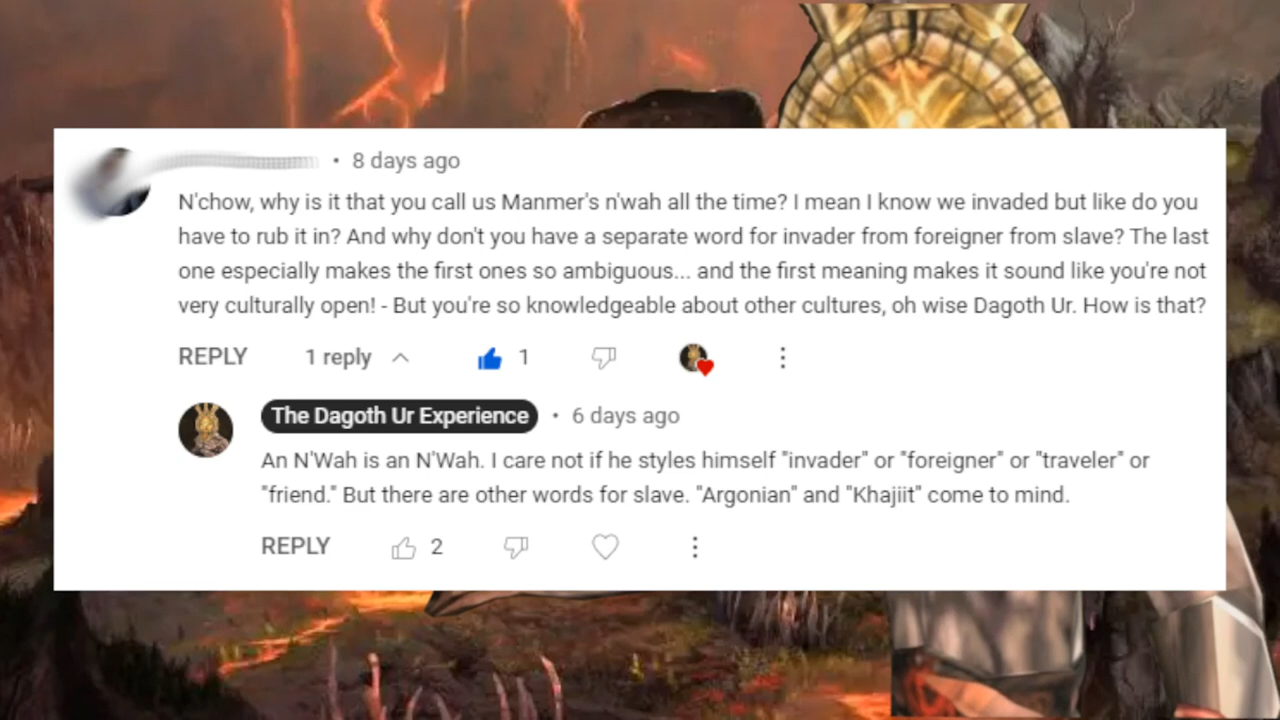 • 8 days ago
N'chow, why is it that you call us Manmer's n'wah all the time? I mean I know we invaded but like do you
have to rub it in? And why don't you have a separate word for invader from foreigner from slave? The last
one especially makes the first ones so ambiguous... and the first meaning makes it sound like you're not
very culturally open! - But you're so knowledgeable about other cultures, oh wise Dagoth Ur. How is that?
REPLY 1 reply 1
The Dagoth Ur Experience • 6 days ago
An N'Wah is an N'Wah. I care not if he styles himself "invader" or "foreigner" or "traveler" or
"friend." But there are other words for slave. "Argonian" and "Khajiit" come to mind.
REPLY 2